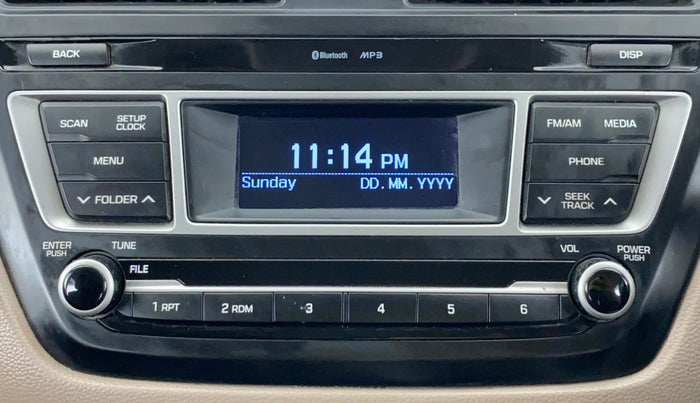 BACK Bluetooth MP3 DISP
SCAN SETUP CLOCK
FM/AM MEDIA
MENU
PHONE
FOLDER
SEEK TRACK
11:14 PM
Sunday DD.MM.YYYY
ENTER PUSH TUNE
VOL POWER PUSH
FILE
1 RPT 2 RDM 3 4 5 6